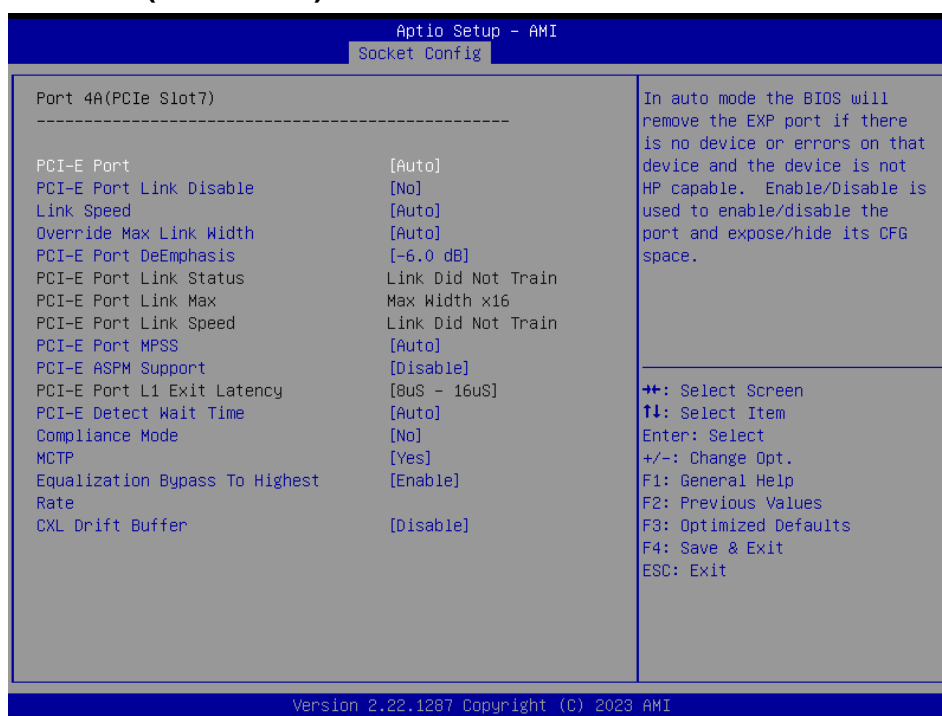 Aptio Setup – AMI
Socket Config
Port 4A(PCIe Slot7)
--------------------------------------------------
PCI-E Port [Auto]
PCI-E Port Link Disable [No]
Link Speed [Auto]
Override Max Link Width [Auto]
PCI-E Port DeEmphasis [-6.0 dB]
PCI-E Port Link Status Link Did Not Train
PCI-E Port Link Max Max Width x16
PCI-E Port Link Speed Link Did Not Train
PCI-E Port MPSS [Auto]
PCI-E ASPM Support [Disable]
PCI-E Port L1 Exit Latency [8uS - 16uS]
PCI-E Detect Wait Time [Auto]
Compliance Mode [No]
MCTP [Yes]
Equalization Bypass To Highest [Enable]
Rate
CXL Drift Buffer [Disable]
In auto mode the BIOS will
remove the EXP port if there
is no device or errors on that
device and the device is not
HP capable.  Enable/Disable is
used to enable/disable the
port and expose/hide its CFG
space.
→←: Select Screen
↑↓: Select Item
Enter: Select
+/-: Change Opt.
F1: General Help
F2: Previous Values
F3: Optimized Defaults
F4: Save & Exit
ESC: Exit
Version 2.22.1287 Copyright (C) 2023 AMI